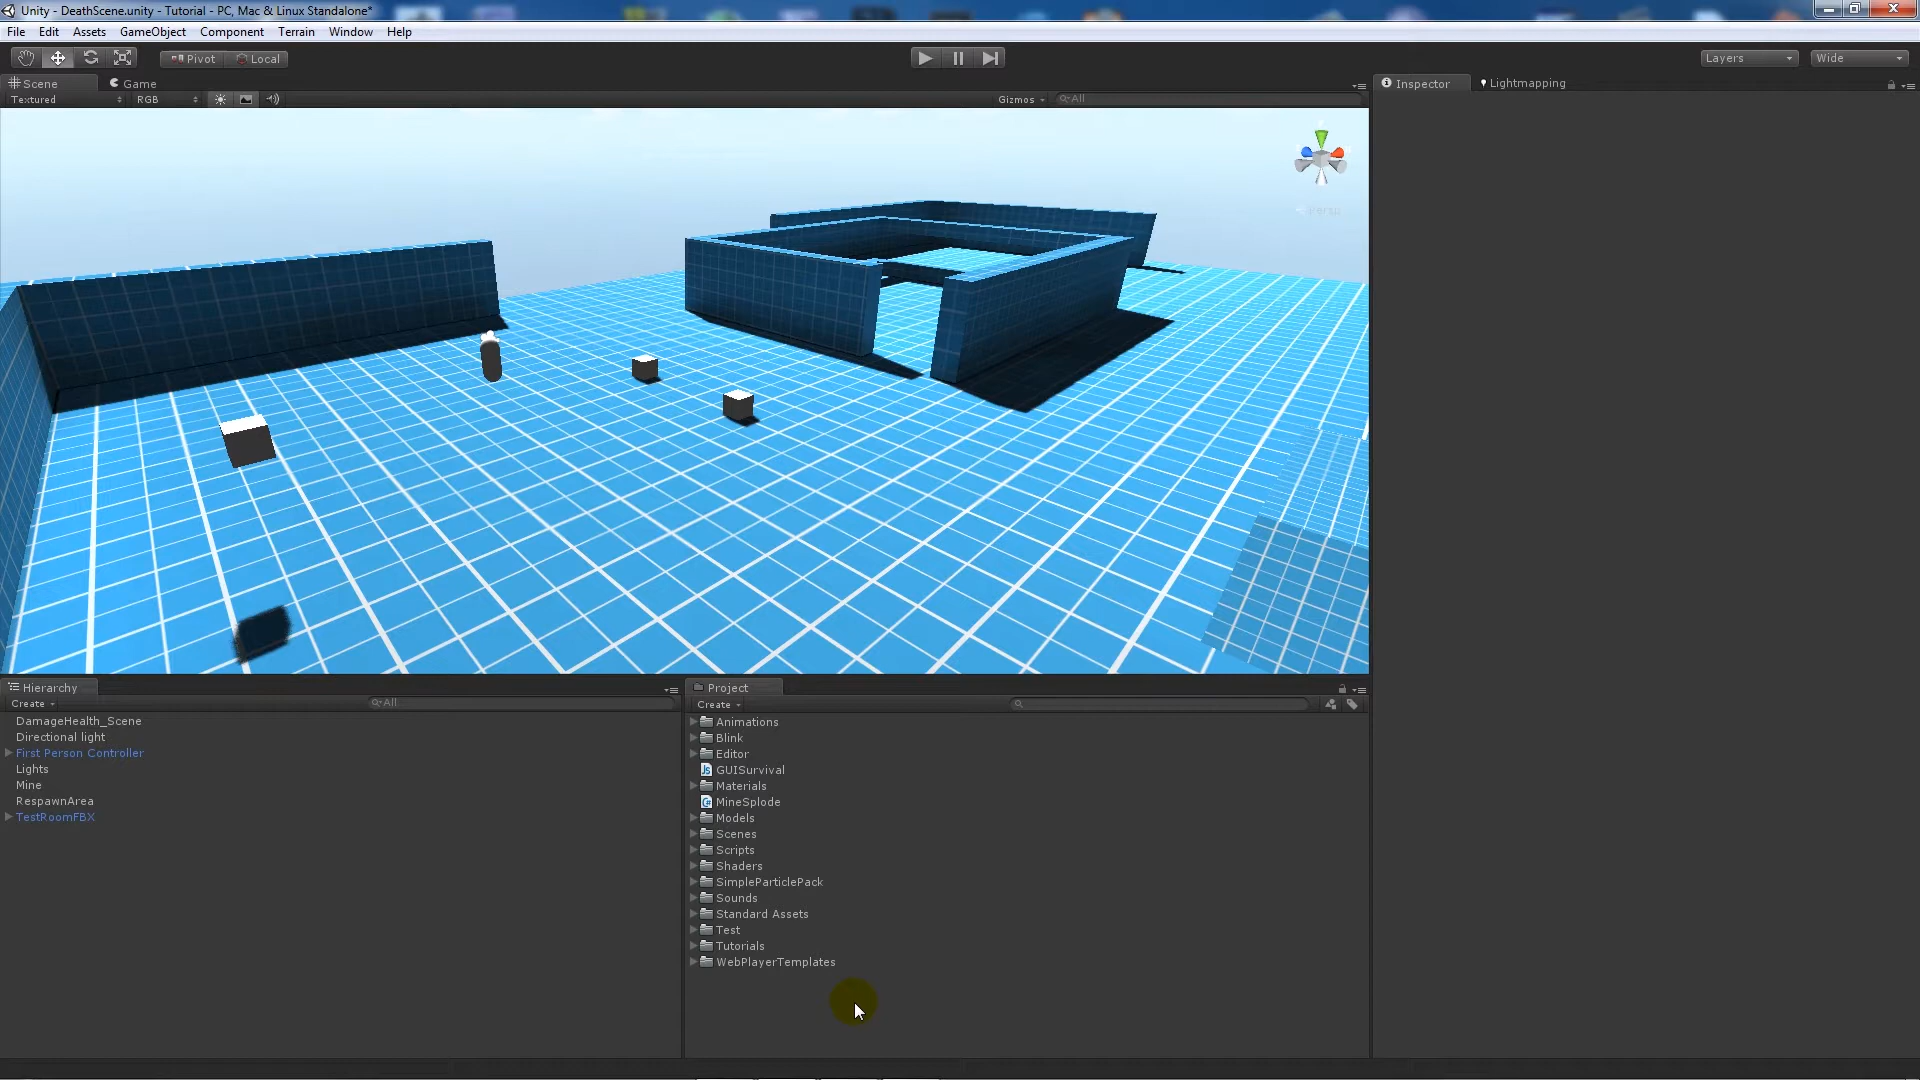 Unity - DeathScene.unity - Tutorial - PC, Mac & Linux Standalone*
File Edit Assets GameObject Component Terrain Window Help
Pivot Local Layers Wide
Scene Game Inspector Lightmapping
Textured RGB Gizmos All
Persp
Hierarchy
Create All
DamageHealth_Scene
Directional light
First Person Controller
Lights
Mine
RespawnArea
TestRoomFBX
Project
Create
Animations
Blink
Editor
GUISurvival
Materials
MineSplode
Models
Scenes
Scripts
Shaders
SimpleParticlePack
Sounds
Standard Assets
Test
Tutorials
WebPlayerTemplates